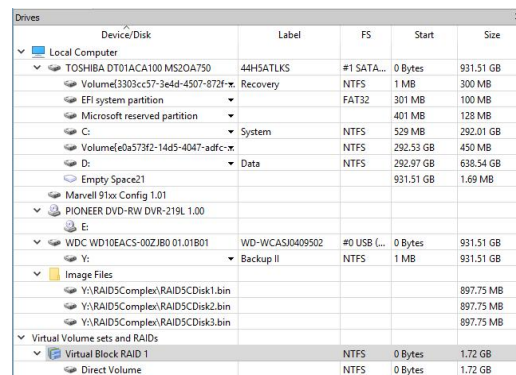 Drives
Device/Disk Label FS Start Size
Local Computer
TOSHIBA DT01ACA100 MS2OA750 44H5ATLKS #1 SATA... 0 Bytes 931.51 GB
Volume{3303cc57-3e4d-4507-872f- Recovery NTFS 1 MB 300 MB
EFI system partition FAT32 301 MB 100 MB
Microsoft reserved partition 401 MB 128 MB
C: System NTFS 529 MB 292.01 GB
Volume{e0a573f2-14d5-4047-adfc- NTFS 292.53 GB 450 MB
D: Data NTFS 292.97 GB 638.54 GB
Empty Space21 931.51 GB 1.69 MB
Marvell 91xx Config 1.01
PIONEER DVD-RW DVR-219L 1.00
E:
WDC WD10EACS-00ZJB0 01.01B01 WD-WCASJ0409502 #0 USB (... 0 Bytes 931.51 GB
Y: Backup II NTFS 1 MB 931.51 GB
Image Files
Y:\RAID5Complex\RAID5CDisk1.bin 897.75 MB
Y:\RAID5Complex\RAID5CDisk2.bin 897.75 MB
Y:\RAID5Complex\RAID5CDisk3.bin 897.75 MB
Virtual Volume sets and RAIDs
Virtual Block RAID 1 NTFS 0 Bytes 1.72 GB
Direct Volume NTFS 0 Bytes 1.72 GB